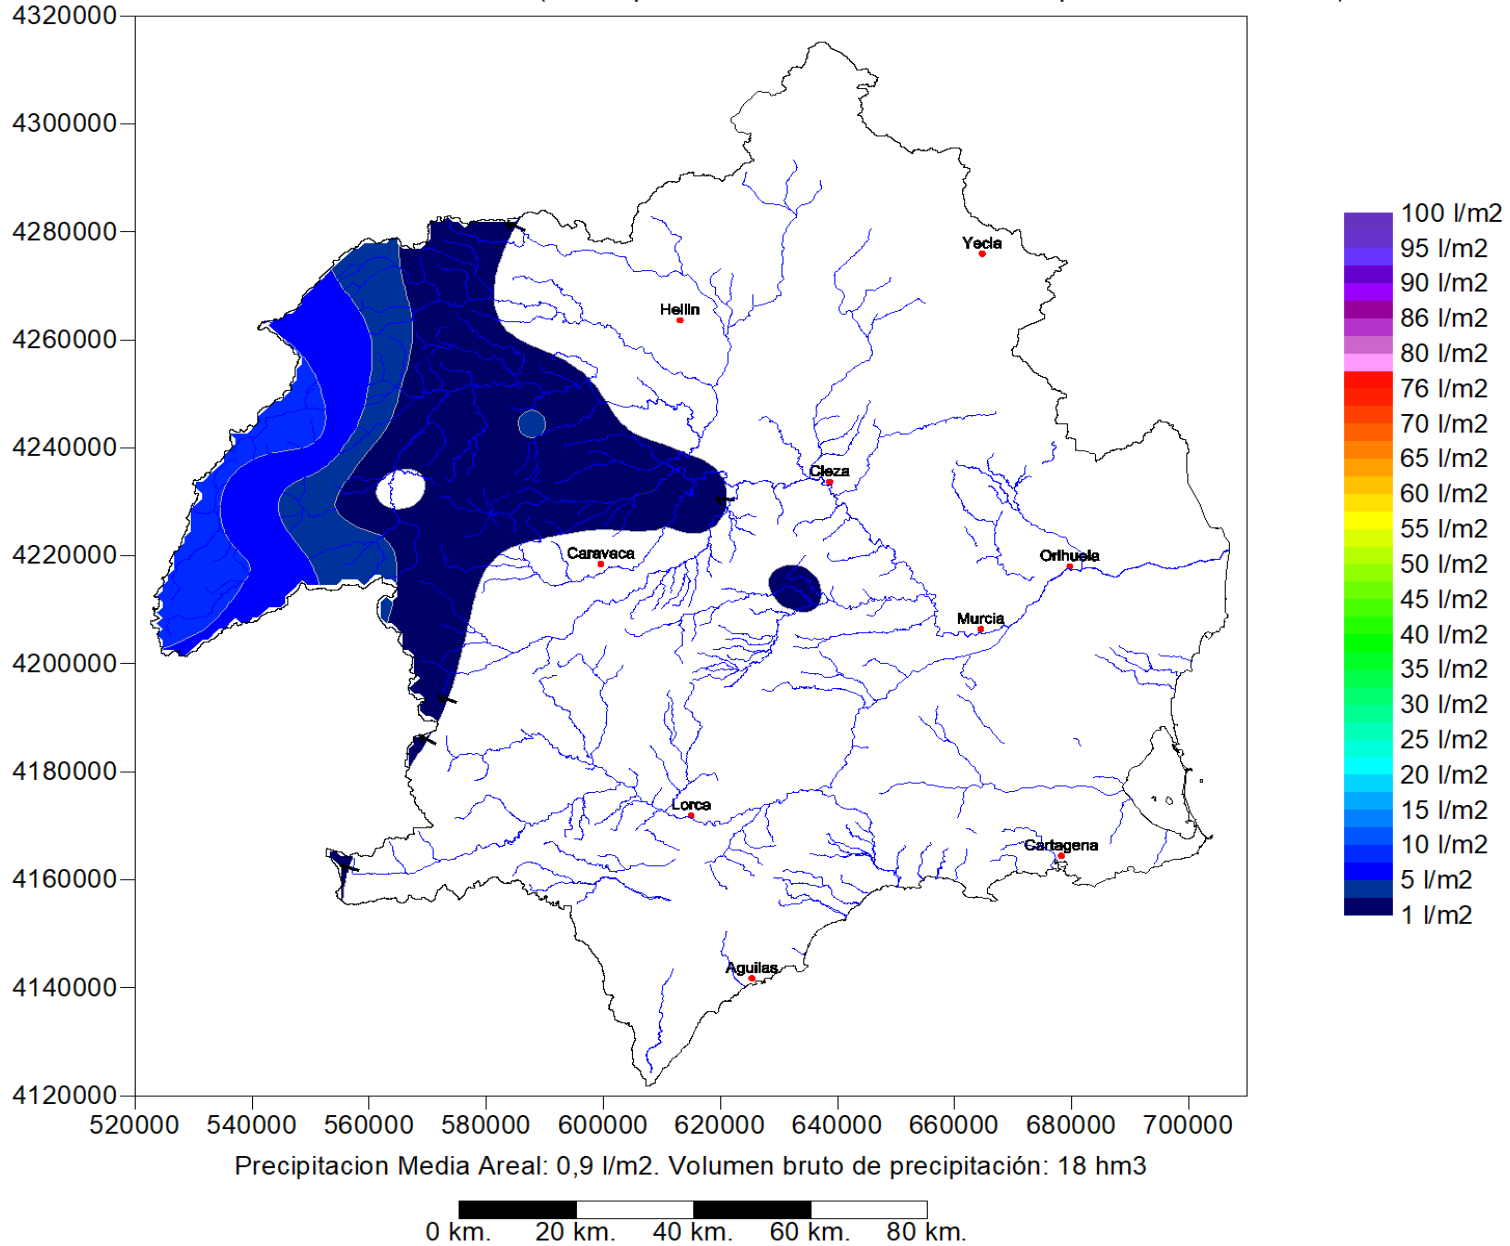 4320000
4300000
4280000
4260000
4240000
4220000
4200000
4180000
4160000
4140000
4120000
520000 540000 560000 580000 600000 620000 640000 660000 680000 700000
Yecla
Hellin
Cieza
Caravaca
Orihuela
Murcia
Lorca
Cartagena
Aguilas
100 l/m2
95 l/m2
90 l/m2
86 l/m2
80 l/m2
76 l/m2
70 l/m2
65 l/m2
60 l/m2
55 l/m2
50 l/m2
45 l/m2
40 l/m2
35 l/m2
30 l/m2
25 l/m2
20 l/m2
15 l/m2
10 l/m2
5 l/m2
1 l/m2
Precipitacion Media Areal: 0,9 l/m2. Volumen bruto de precipitación: 18 hm3
0 km. 20 km. 40 km. 60 km. 80 km.